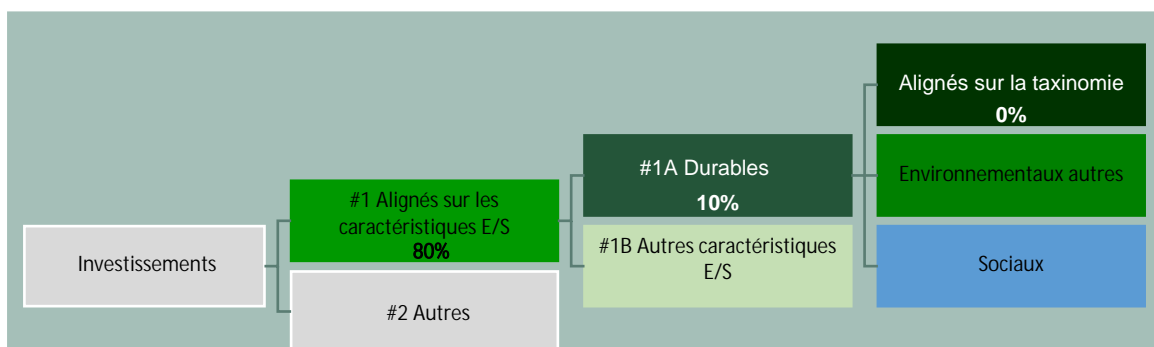 Investissements
#1 Alignés sur les
caractéristiques E/S
80%
#2 Autres
#1A Durables
10%
#1B Autres caractéristiques
E/S
Alignés sur la taxinomie
0%
Environnementaux autres
Sociaux